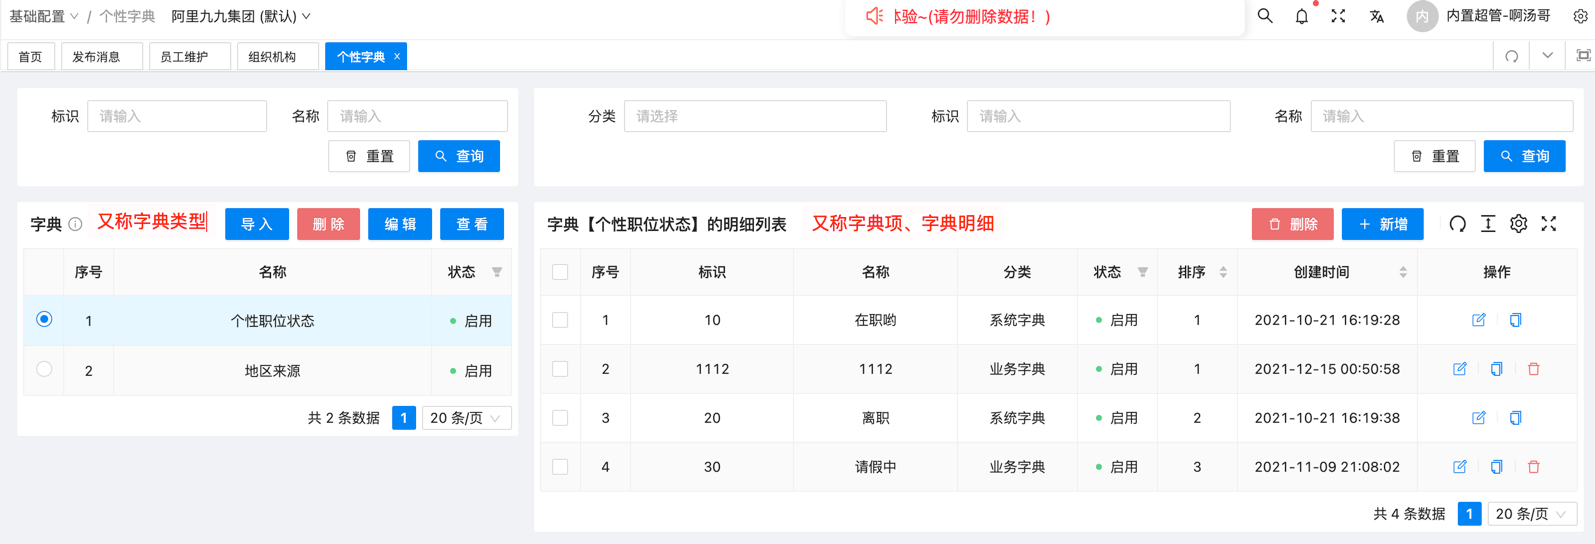 基础配置 / 个性字典 阿里九九集团 (默认) 体验~(请勿删除数据！) 内 内置超管-啊汤哥
首页 发布消息 员工维护 组织机构 个性字典 ×
标识 请输入 名称 请输入
重置 查询
分类 请选择 标识 请输入 名称 请输入
重置 查询
字典 又称字典类型 导入 删除 编辑 查看
序号 名称 状态
1 个性职位状态 启用
2 地区来源 启用
共 2 条数据 1 20 条/页
字典【个性职位状态】的明细列表 又称字典项、字典明细 删除 + 新增
序号 标识 名称 分类 状态 排序 创建时间 操作
1 10 在职哟 系统字典 启用 1 2021-10-21 16:19:28
2 1112 1112 业务字典 启用 1 2021-12-15 00:50:58
3 20 离职 系统字典 启用 2 2021-10-21 16:19:38
4 30 请假中 业务字典 启用 3 2021-11-09 21:08:02
共 4 条数据 1 20 条/页